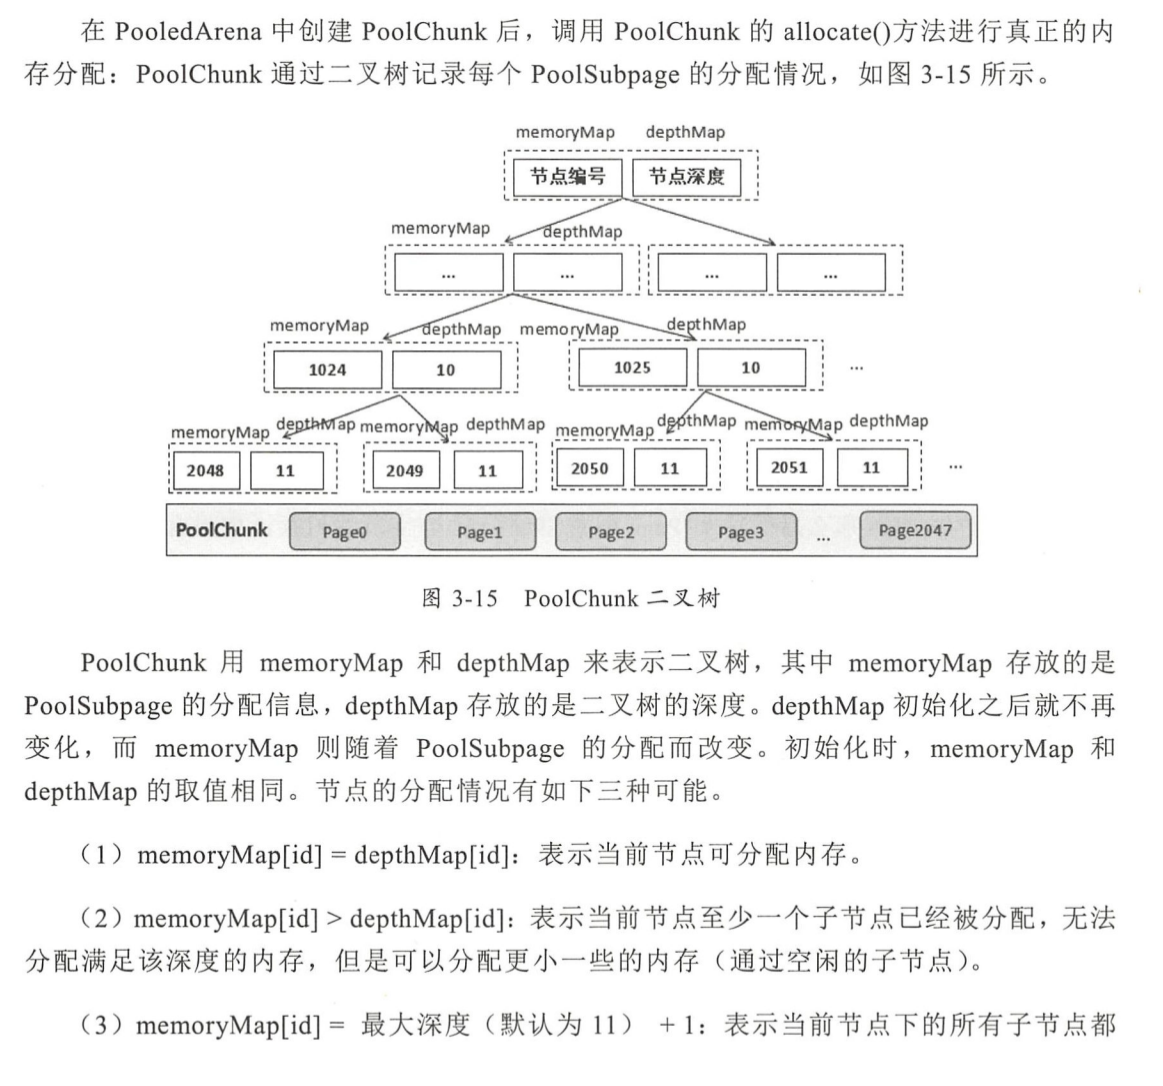 在 PooledArena 中创建 PoolChunk 后，调用 PoolChunk 的 allocate()方法进行真正的内
存分配：PoolChunk 通过二叉树记录每个 PoolSubpage 的分配情况，如图 3-15 所示。
memoryMap depthMap
节点编号 节点深度
memoryMap depthMap
... ... ... ...
memoryMap depthMap memoryMap depthMap
1024 10 1025 10 ...
memoryMap depthMap memoryMap depthMap memoryMap depthMap memoryMap depthMap
2048 11 2049 11 2050 11 2051 11 ...
PoolChunk Page0 Page1 Page2 Page3 ... Page2047
图 3-15 PoolChunk 二叉树
PoolChunk 用 memoryMap 和 depthMap 来表示二叉树，其中 memoryMap 存放的是
PoolSubpage 的分配信息，depthMap 存放的是二叉树的深度。depthMap 初始化之后就不再
变化，而 memoryMap 则随着 PoolSubpage 的分配而改变。初始化时，memoryMap 和
depthMap 的取值相同。节点的分配情况有如下三种可能。
（1）memoryMap[id] = depthMap[id]：表示当前节点可分配内存。
（2）memoryMap[id] > depthMap[id]：表示当前节点至少一个子节点已经被分配，无法
分配满足该深度的内存，但是可以分配更小一些的内存（通过空闲的子节点）。
（3）memoryMap[id] = 最大深度（默认为 11） + 1：表示当前节点下的所有子节点都